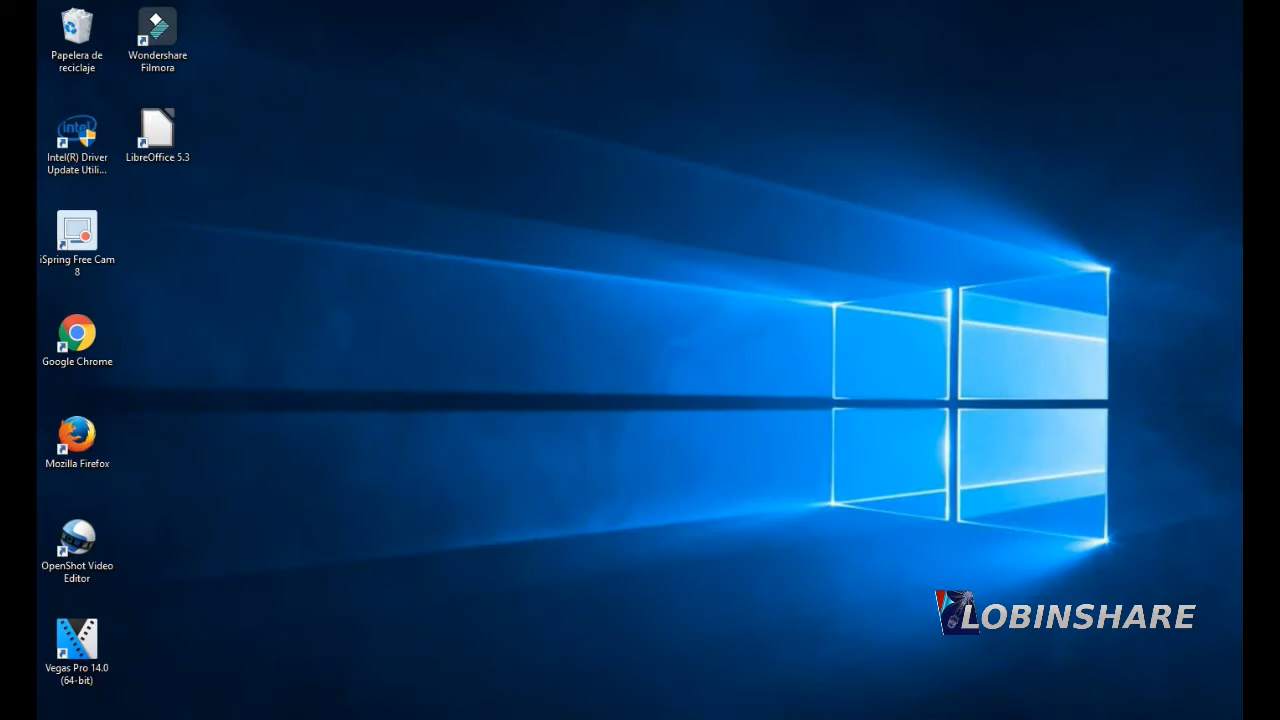 Papelera de
reciclaje
Wondershare
Filmora
intel
Intel(R) Driver
Update Utili...
LibreOffice 5.3
iSpring Free Cam
8
Google Chrome
Mozilla Firefox
OpenShot Video
Editor
Vegas Pro 14.0
(64-bit)
LOBINSHARE